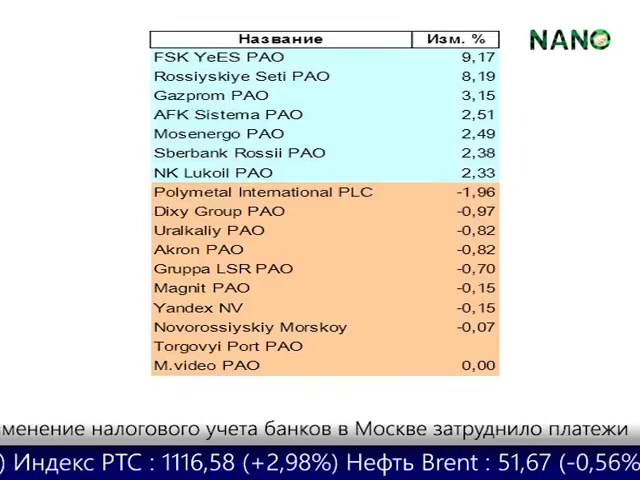 Название Изм. %
NANO
FSK YeES PAO 9,17
Rossiyskiye Seti PAO 8,19
Gazprom PAO 3,15
AFK Sistema PAO 2,51
Mosenergo PAO 2,49
Sberbank Rossii PAO 2,38
NK Lukoil PAO 2,33
Polymetal International PLC -1,96
Dixy Group PAO -0,97
Uralkaliy PAO -0,82
Akron PAO -0,82
Gruppa LSR PAO -0,70
Magnit PAO -0,15
Yandex NV -0,15
Novorossiyskiy Morskoy -0,07
Torgovyi Port PAO
M.video PAO 0,00
зменение налогового учета банков в Москве затруднило платежи
) Индекс РТС : 1116,58 (+2,98%) Нефть Brent : 51,67 (-0,56%